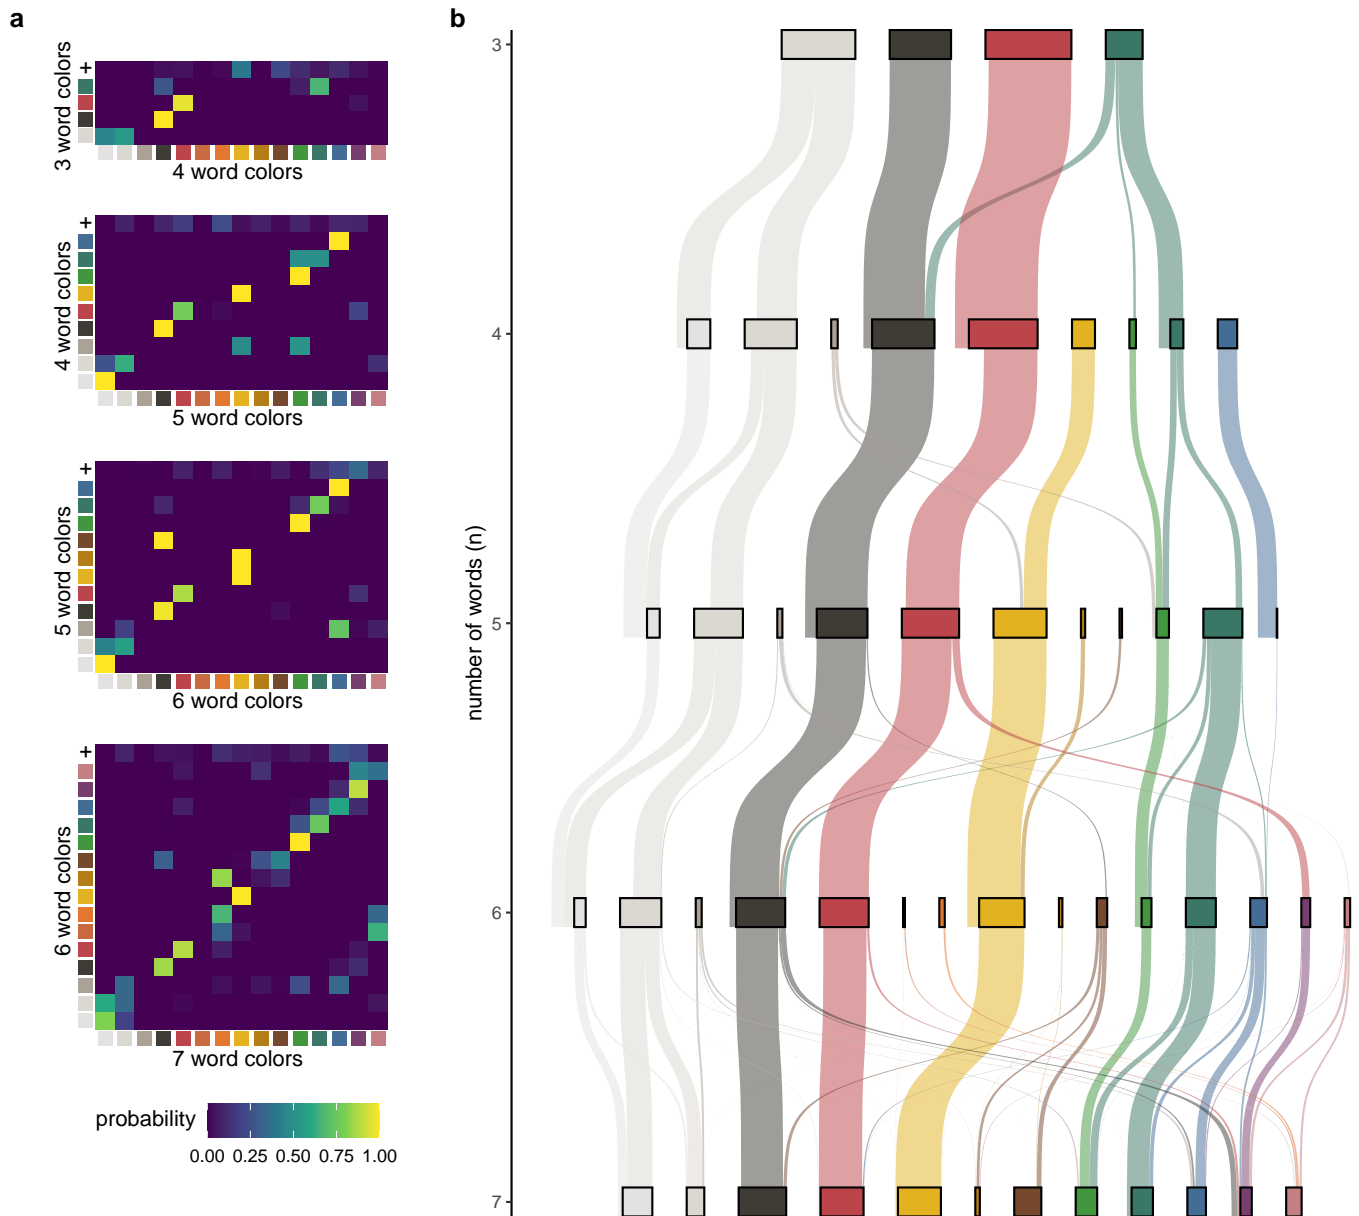 a
b
+
3 word colors
4 word colors
+
4 word colors
5 word colors
+
5 word colors
6 word colors
+
6 word colors
7 word colors
probability
0.00 0.25 0.50 0.75 1.00
number of words (n)
3
4
5
6
7